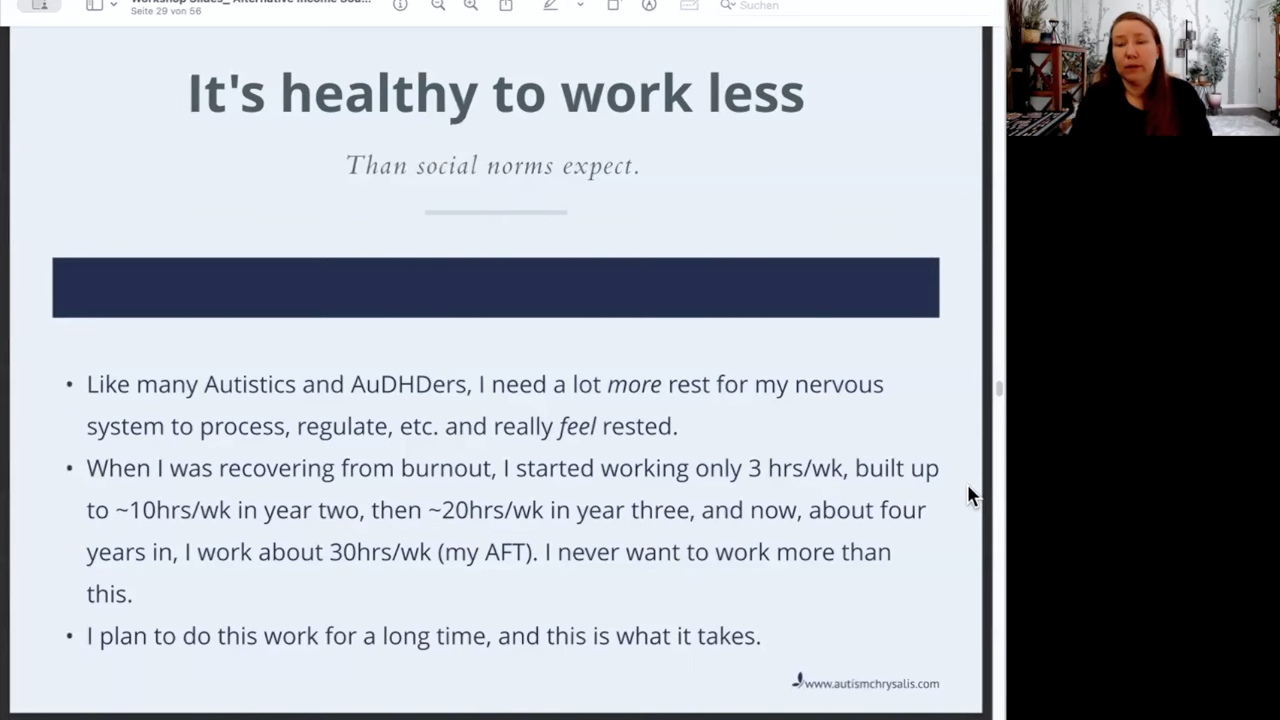 Workshop Slides_ Alternative Income Sou...
Seite 29 von 56
Suchen
It's healthy to work less
Than social norms expect.
• Like many Autistics and AuDHDers, I need a lot more rest for my nervous
system to process, regulate, etc. and really feel rested.
• When I was recovering from burnout, I started working only 3 hrs/wk, built up
to ~10hrs/wk in year two, then ~20hrs/wk in year three, and now, about four
years in, I work about 30hrs/wk (my AFT). I never want to work more than
this.
• I plan to do this work for a long time, and this is what it takes.
www.autismchrysalis.com